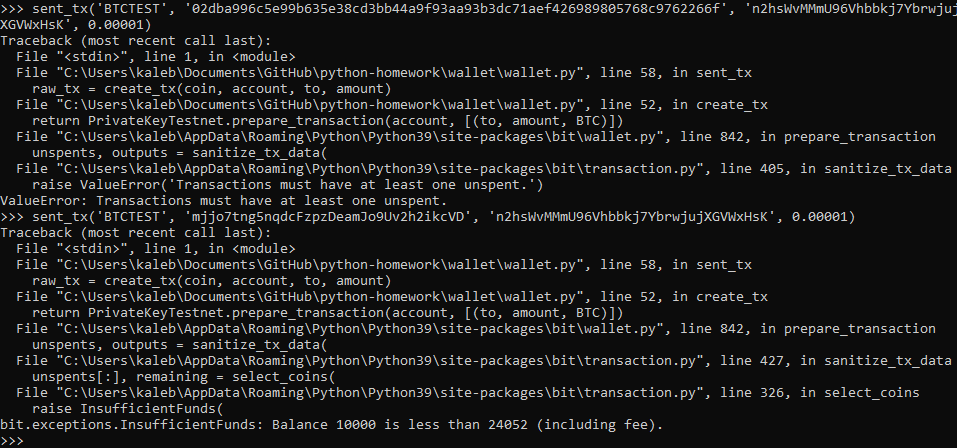 >>> sent_tx('BTCTEST', '02dba996c5e99b635e38cd3bb44a9f93aa93b3dc71aef426989805768c9762266f', 'n2hsWvMMmU96Vhbbkj7Ybrwjuj
XGVWxHsK', 0.00001)
Traceback (most recent call last):
  File "<stdin>", line 1, in <module>
  File "C:\Users\kaleb\Documents\GitHub\python-homework\wallet\wallet.py", line 58, in sent_tx
    raw_tx = create_tx(coin, account, to, amount)
  File "C:\Users\kaleb\Documents\GitHub\python-homework\wallet\wallet.py", line 52, in create_tx
    return PrivateKeyTestnet.prepare_transaction(account, [(to, amount, BTC)])
  File "C:\Users\kaleb\AppData\Roaming\Python\Python39\site-packages\bit\wallet.py", line 842, in prepare_transaction
    unspents, outputs = sanitize_tx_data(
  File "C:\Users\kaleb\AppData\Roaming\Python\Python39\site-packages\bit\transaction.py", line 405, in sanitize_tx_data
    raise ValueError('Transactions must have at least one unspent.')
ValueError: Transactions must have at least one unspent.
>>> sent_tx('BTCTEST', 'mjjo7tng5nqdcFzpzDeamJo9Uv2h2ikcVD', 'n2hsWvMMmU96Vhbbkj7YbrwjujXGVWxHsK', 0.00001)
Traceback (most recent call last):
  File "<stdin>", line 1, in <module>
  File "C:\Users\kaleb\Documents\GitHub\python-homework\wallet\wallet.py", line 58, in sent_tx
    raw_tx = create_tx(coin, account, to, amount)
  File "C:\Users\kaleb\Documents\GitHub\python-homework\wallet\wallet.py", line 52, in create_tx
    return PrivateKeyTestnet.prepare_transaction(account, [(to, amount, BTC)])
  File "C:\Users\kaleb\AppData\Roaming\Python\Python39\site-packages\bit\wallet.py", line 842, in prepare_transaction
    unspents, outputs = sanitize_tx_data(
  File "C:\Users\kaleb\AppData\Roaming\Python\Python39\site-packages\bit\transaction.py", line 427, in sanitize_tx_data
    unspents[:], remaining = select_coins(
  File "C:\Users\kaleb\AppData\Roaming\Python\Python39\site-packages\bit\transaction.py", line 326, in select_coins
    raise InsufficientFunds(
bit.exceptions.InsufficientFunds: Balance 10000 is less than 24052 (including fee).
>>>